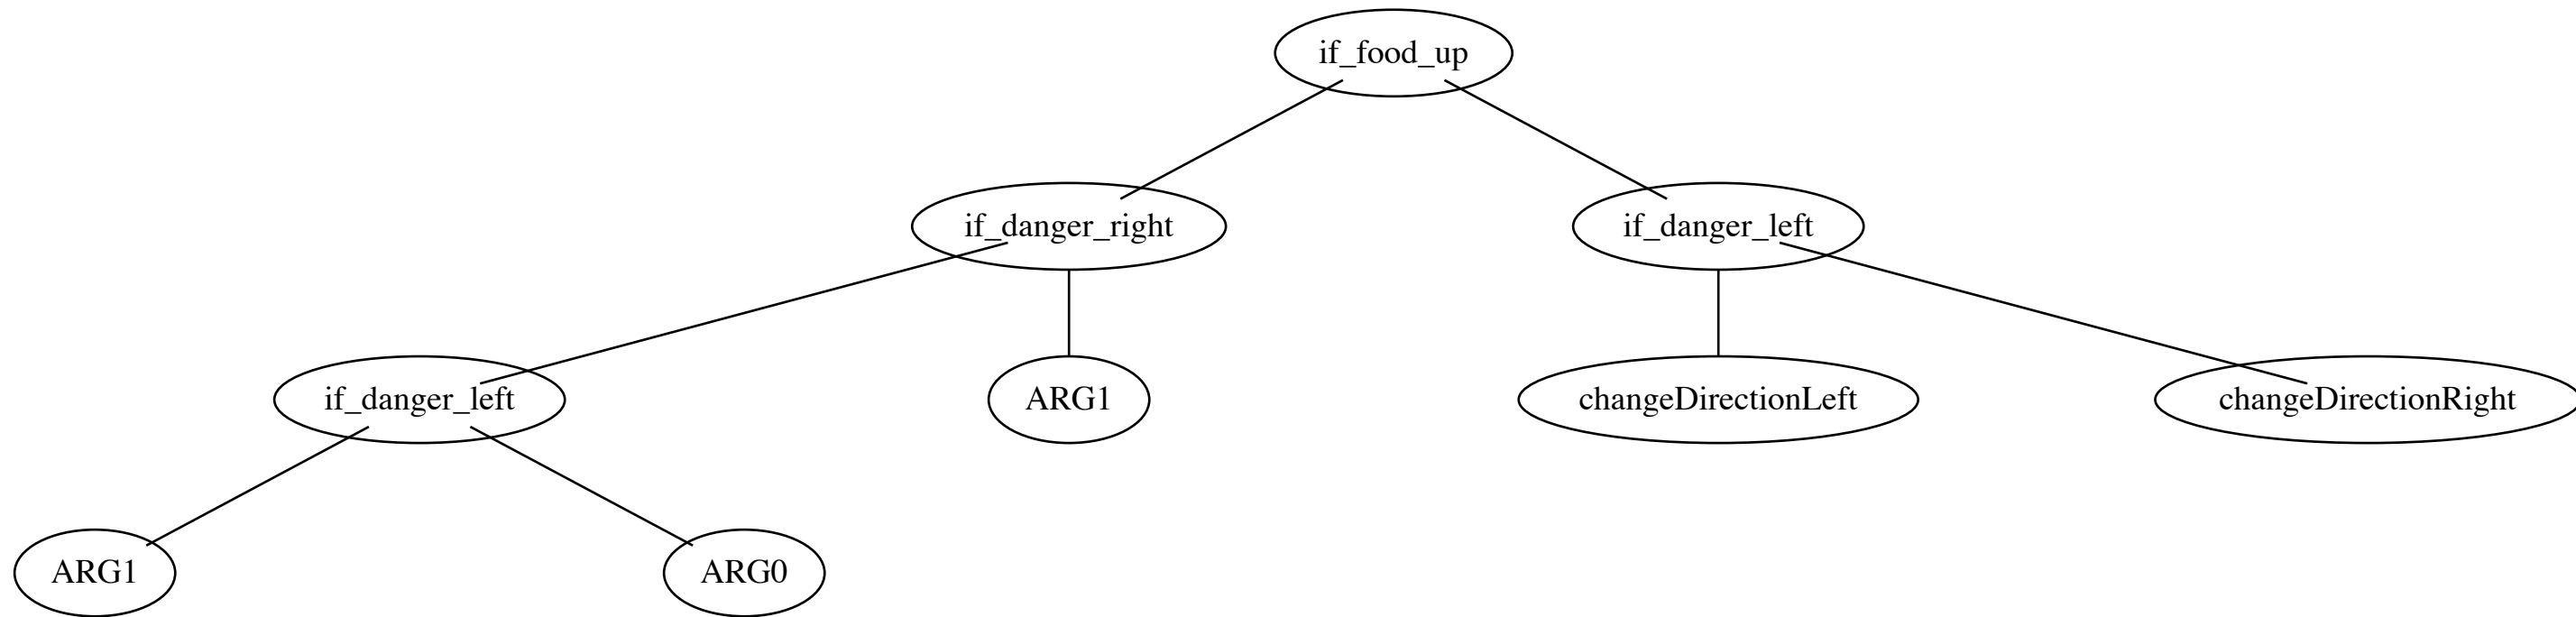 if_food_up
if_danger_right
if_danger_left
if_danger_left
ARG1
changeDirectionLeft
changeDirectionRight
ARG1
ARG0